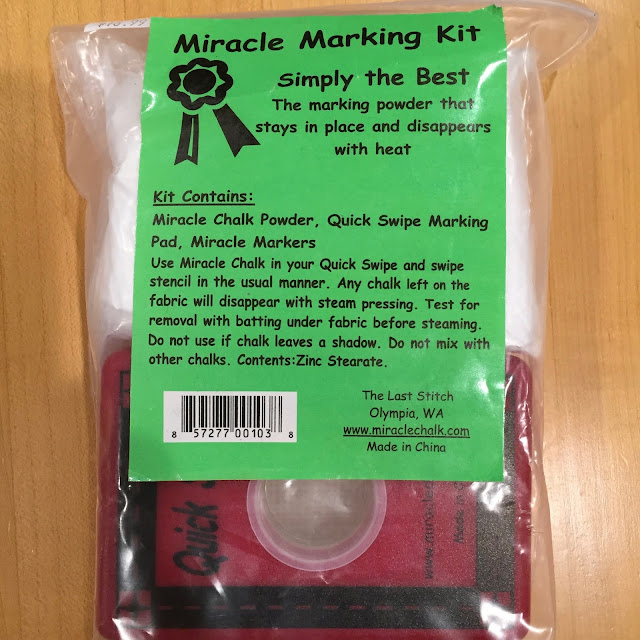 Miracle Marking Kit
Simply the Best
The marking powder that
stays in place and disappears
with heat
Kit Contains:
Miracle Chalk Powder, Quick Swipe Marking
Pad, Miracle Markers
Use Miracle Chalk in your Quick Swipe and swipe
stencil in the usual manner. Any chalk left on the
fabric will disappear with steam pressing. Test for
removal with batting under fabric before steaming.
Do not use if chalk leaves a shadow. Do not mix with
other chalks. Contents:Zinc Stearate.
8 57277 00103 8
The Last Stitch
Olympia, WA
www.miraclechalk.com
Made in China
Quick
Made in